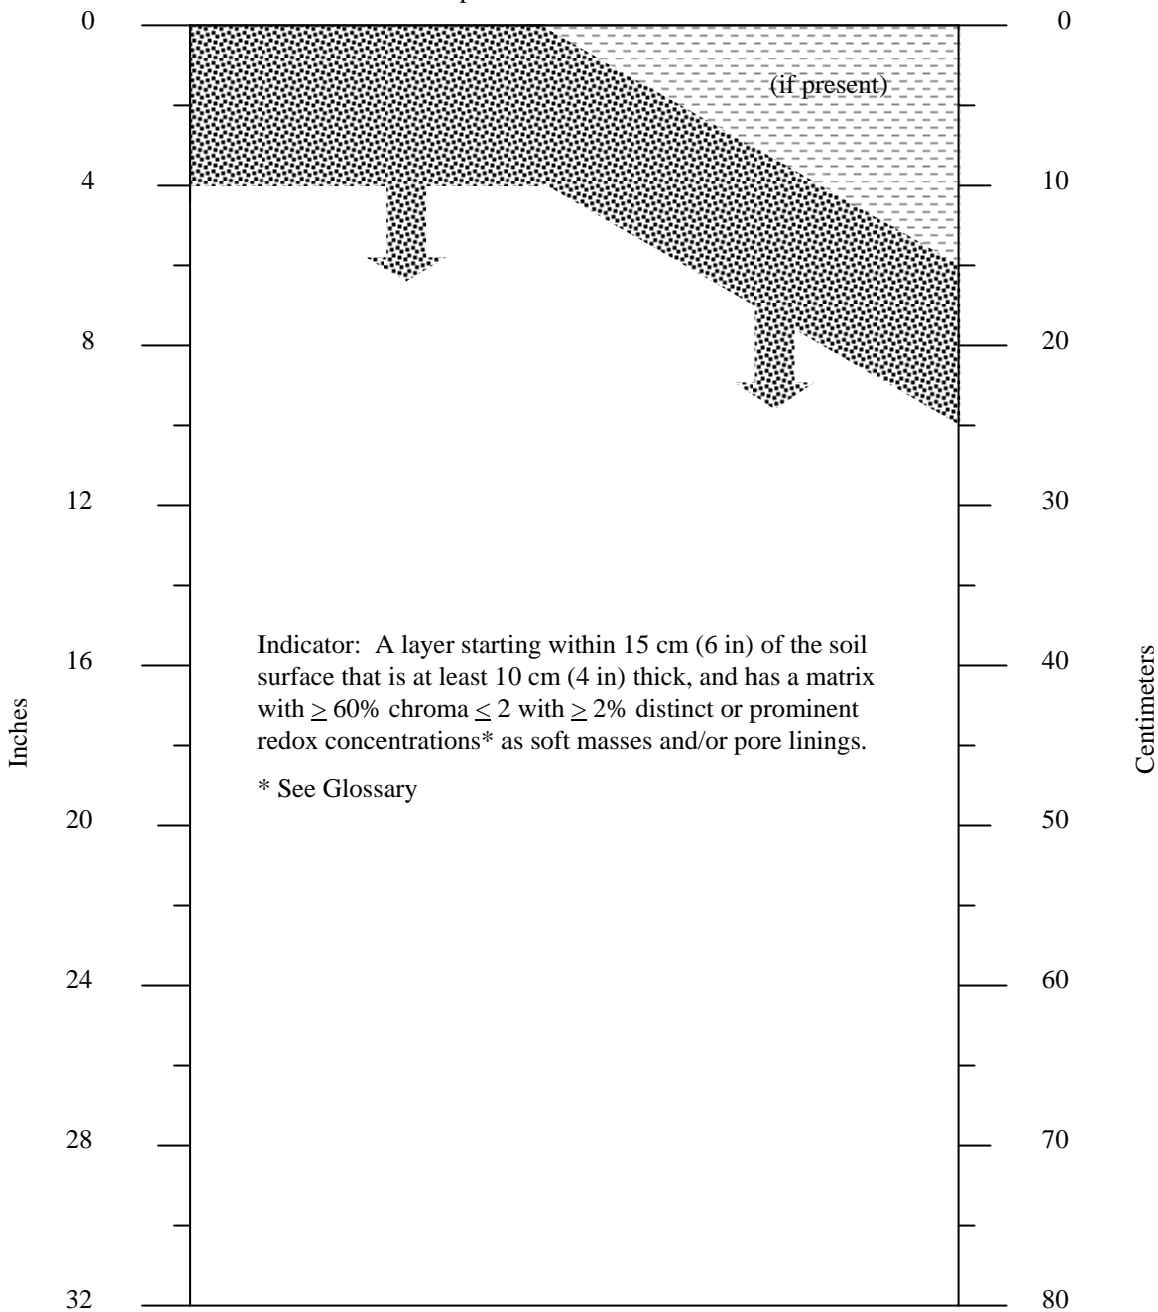 0 0
(if present)
4 10
8 20
12 30
Indicator: A layer starting within 15 cm (6 in) of the soil
16 40
surface that is at least 10 cm (4 in) thick, and has a matrix
with ≥ 60% chroma ≤ 2 with ≥ 2% distinct or prominent
redox concentrations* as soft masses and/or pore linings.
Inches
Centimeters
* See Glossary
20 50
24 60
28 70
32 80